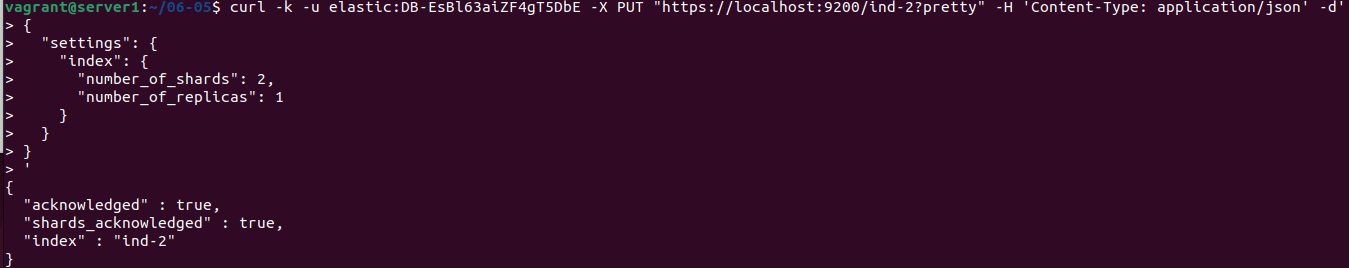 vagrant@server1:~/06-05$ curl -k -u elastic:DB-EsBl63aiZF4gT5DbE -X PUT "https://localhost:9200/ind-2?pretty" -H 'Content-Type: application/json' -d'
> {
>   "settings": {
>     "index": {
>       "number_of_shards": 2,
>       "number_of_replicas": 1
>     }
>   }
> }
> '
{
  "acknowledged" : true,
  "shards_acknowledged" : true,
  "index" : "ind-2"
}